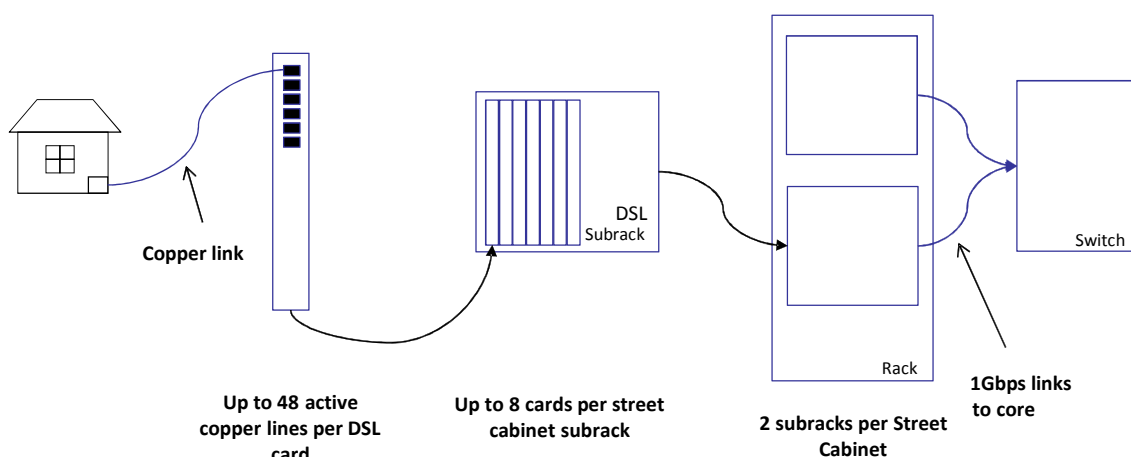 Copper link
Up to 48 active
copper lines per DSL
card
DSL
Subrack
Up to 8 cards per street
cabinet subrack
Rack
2 subracks per Street
Cabinet
Switch
1Gbps links
to core